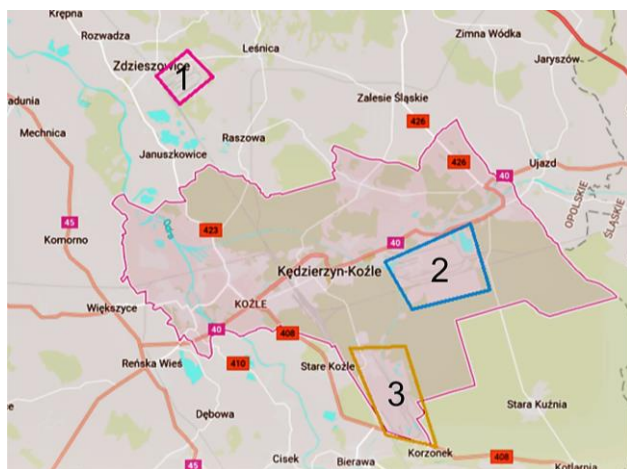 Krępna
Rozwadza
Leśnica
Zimna Wódka
Zdzieszowice
1
Jaryszów
Zalesie Śląskie
426
Mechnica
Raszowa
Januszkowice
426
40
Ujazd
OPOLSKIE
ŚLĄSKIE
45
Komorno
Odra
423
40
Kędzierzyn-Koźle
2
Większyce
KOŹLE
40
408
Reńska Wieś
410
Stare Koźle
3
Stara Kuźnia
Dębowa
Korzonek
408
45
Cisek
Bierawa
Kotlarnia